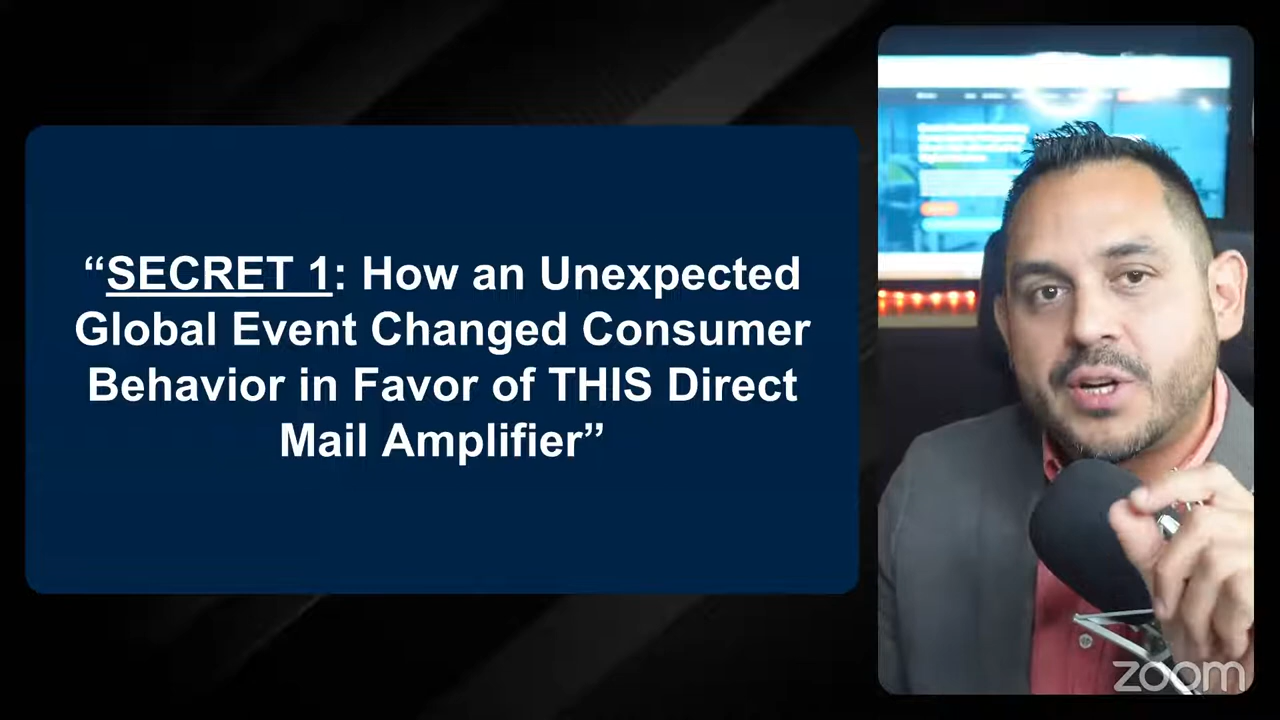 “SECRET 1: How an Unexpected
Global Event Changed Consumer
Behavior in Favor of THIS Direct
Mail Amplifier”
zoom